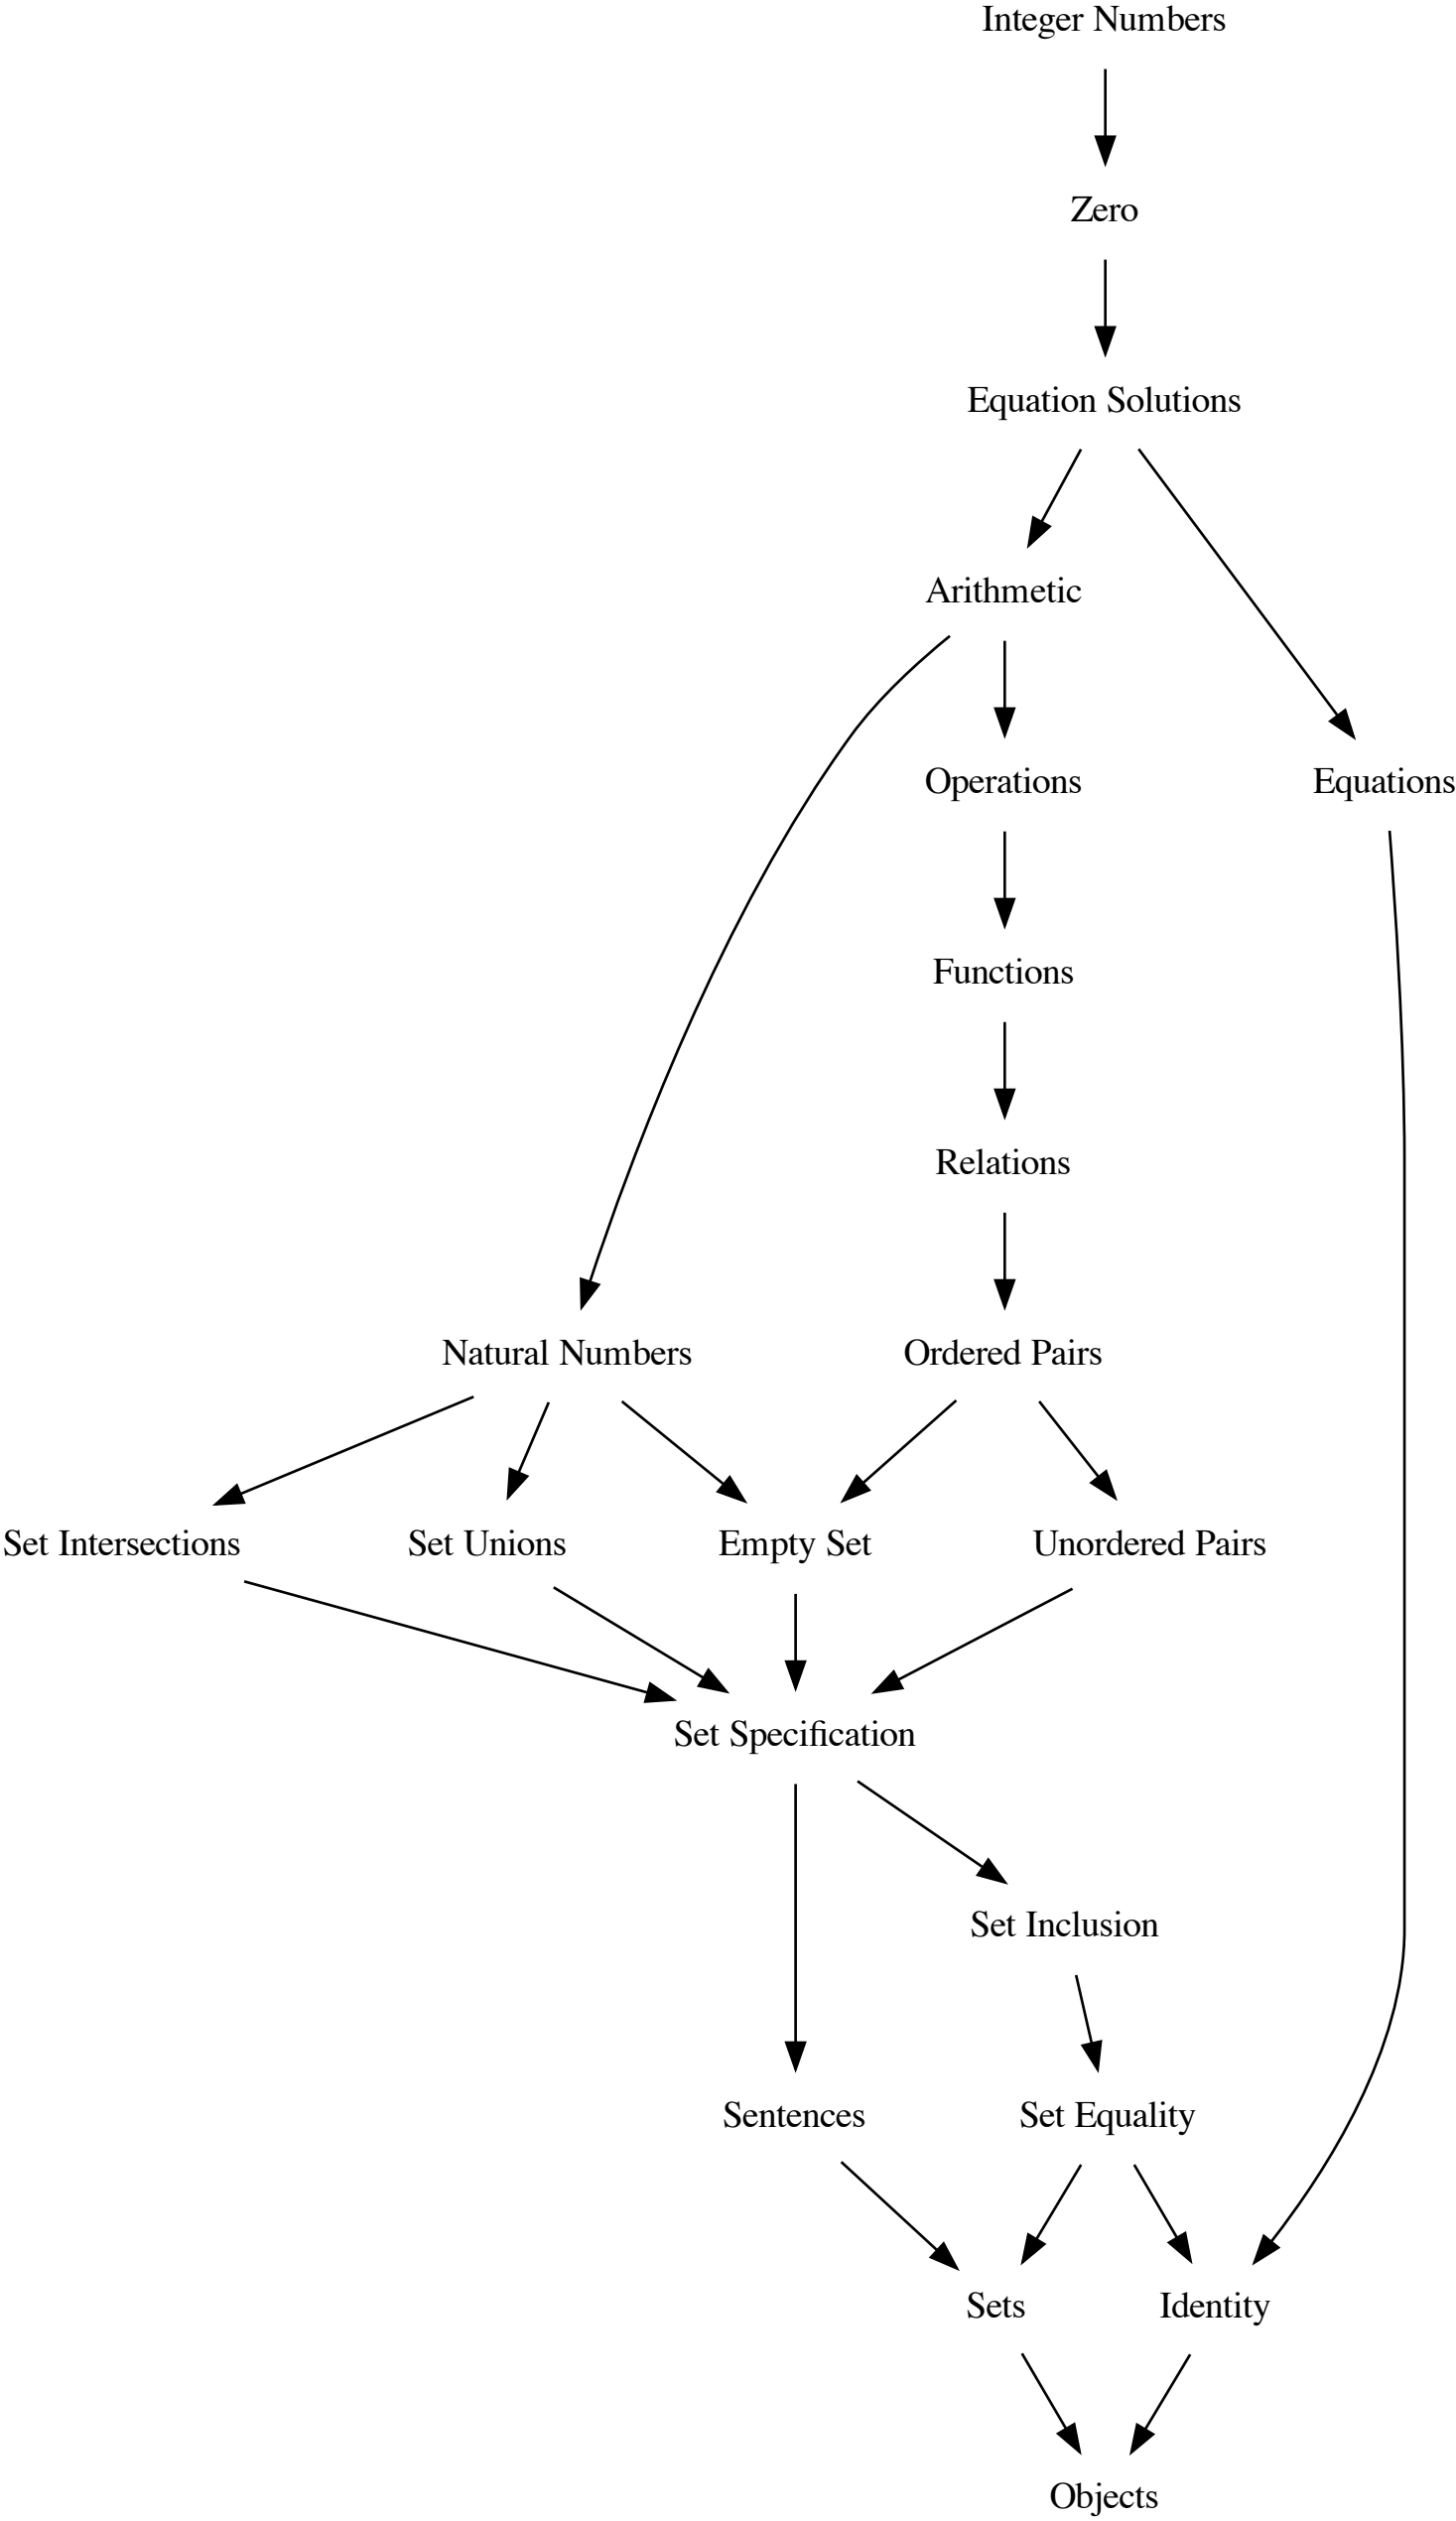 Integer Numbers
Zero
Equation Solutions
Arithmetic
Operations
Equations
Functions
Relations
Natural Numbers
Ordered Pairs
Set Intersections
Set Unions
Empty Set
Unordered Pairs
Set Specification
Set Inclusion
Sentences
Set Equality
Sets
Identity
Objects